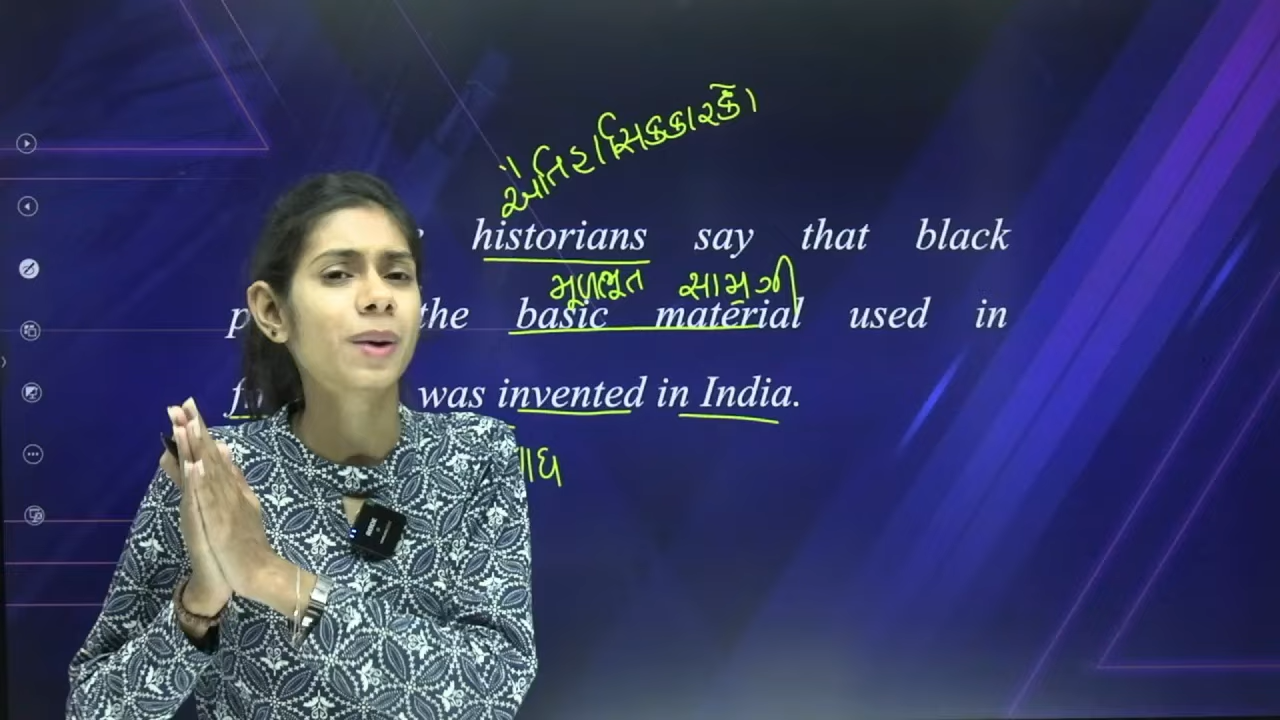 ઐતિહાસિકકારકે।
historians say that black
મૂળભૂત સામગ્રી
the basic material used in
was invented in India.